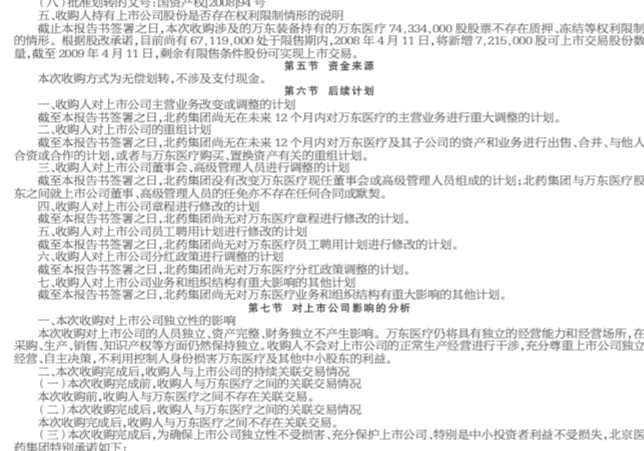 (八)批准划转的文号:国资产权[2008]94号
五、收购人持有上市公司股份是否存在权利限制情形的说明
截止本报告书签署之日,本次收购涉及的万东装备持有的万东医疗74,334,000股股票不存在质押、冻结等权利限制
的情形。根据股改承诺,目前尚有67,119,000处于限售期内,2008年4月11日,将新增7,215,000股可上市交易股份数
量,截至2009年4月11日,剩余有限售条件股份可实现上市交易。
第五节 资金来源
本次收购方式为无偿划转,不涉及支付现金。
第六节 后续计划
一、收购人对上市公司主营业务改变或调整的计划
截至本报告书签署之日,北药集团尚无在未来12个月内对万东医疗的主营业务进行重大调整的计划。
二、收购人对上市公司的重组计划
截至本报告书签署之日,北药集团尚无在未来12个月内对万东医疗及其子公司的资产和业务进行出售、合并、与他人
合资或合作的计划,或者与万东医疗购买、置换资产有关的重组计划。
三、收购人对上市公司董事会、高级管理人员进行调整的计划
截至本报告书签署之日,北药集团没有改变万东医疗现任董事会或高级管理人员组成的计划;北药集团与万东医疗股
东之间就上市公司董事、高级管理人员的任免亦不存在任何合同或默契。
四、收购人对上市公司章程进行修改的计划
截至本报告书签署之日,北药集团尚无对万东医疗章程进行修改的计划。
五、收购人对上市公司员工聘用计划进行修改的计划
截至本报告书签署之日,北药集团尚无对万东医疗员工聘用计划进行修改的计划。
六、收购人对上市公司分红政策进行调整的计划
截至本报告书签署之日,北药集团尚无对万东医疗分红政策调整的计划。
七、收购人对上市公司业务和组织结构有重大影响的其他计划
截至本报告书签署之日,北药集团尚无对万东医疗业务和组织结构有重大影响的其他计划。
第七节 对上市公司影响的分析
一、本次收购对上市公司独立性的影响
本次收购对上市公司的人员独立、资产完整、财务独立不产生影响。万东医疗仍将具有独立的经营能力和经营场所,在
采购、生产、销售、知识产权等方面仍然保持独立。收购人不会对上市公司的正常生产经营进行干涉,充分尊重上市公司独立
经营、自主决策,不利用控制人身份损害万东医疗及其他中小股东的利益。
二、本次收购完成后,收购人与上市公司的持续关联交易情况
(一)本次收购完成前,收购人与万东医疗之间的关联交易情况
本次收购前,收购人与万东医疗之间不存在关联交易。
(二)本次收购完成后,收购人与万东医疗之间的关联交易情况
本次收购完成后,收购人与万东医疗之间不存在关联交易。
(三)本次收购完成后,为确保上市公司独立性不受损害、充分保护上市公司、特别是中小投资者利益不受损失,北京医
药集团特别承诺如下: